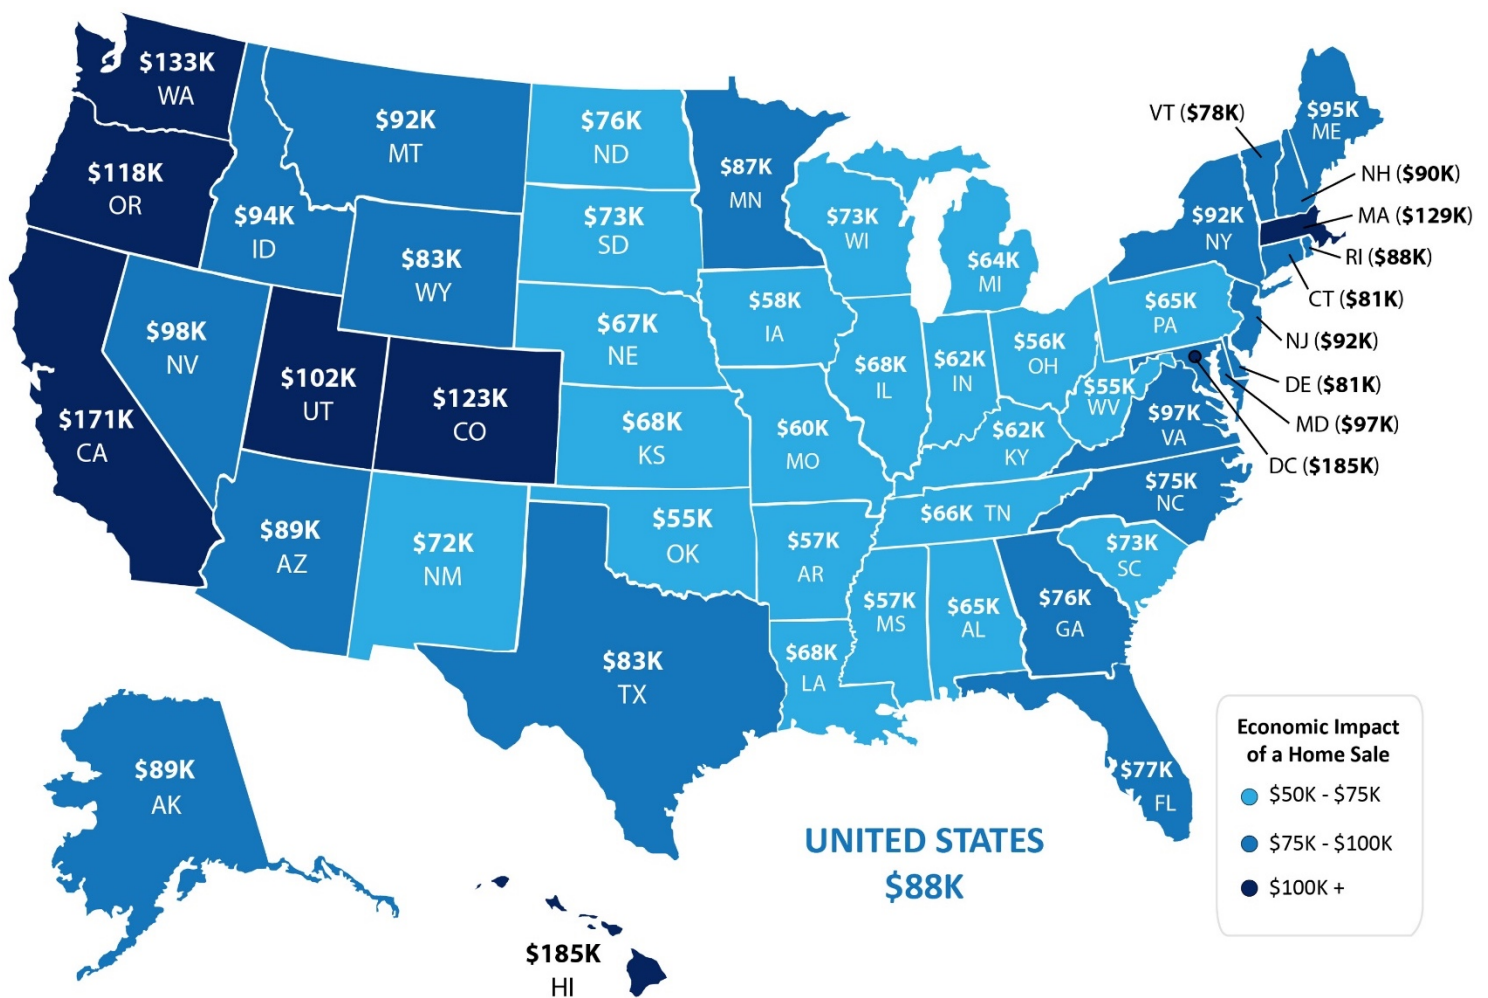 $133K
WA
$92K
MT
$76K
ND
$87K
MN
VT ($78K)
$95K
ME
NH ($90K)
MA ($129K)
RI ($88K)
CT ($81K)
NJ ($92K)
DE ($81K)
MD ($97K)
DC ($185K)
$118K
OR
$94K
ID
$83K
WY
$73K
SD
$73K
WI
$64K
MI
$92K
NY
$98K
NV
$67K
NE
$58K
IA
$65K
PA
$171K
CA
$102K
UT
$123K
CO
$68K
KS
$60K
MO
$68K
IL
$62K
IN
$56K
OH
$55K
WV
$97K
VA
$62K
KY
$75K
NC
$89K
AZ
$72K
NM
$55K
OK
$57K
AR
$66K TN
$73K
SC
$83K
TX
$68K
LA
$57K
MS
$65K
AL
$76K
GA
$77K
FL
$89K
AK
$185K
HI
UNITED STATES
$88K
Economic Impact
of a Home Sale
$50K - $75K
$75K - $100K
$100K +